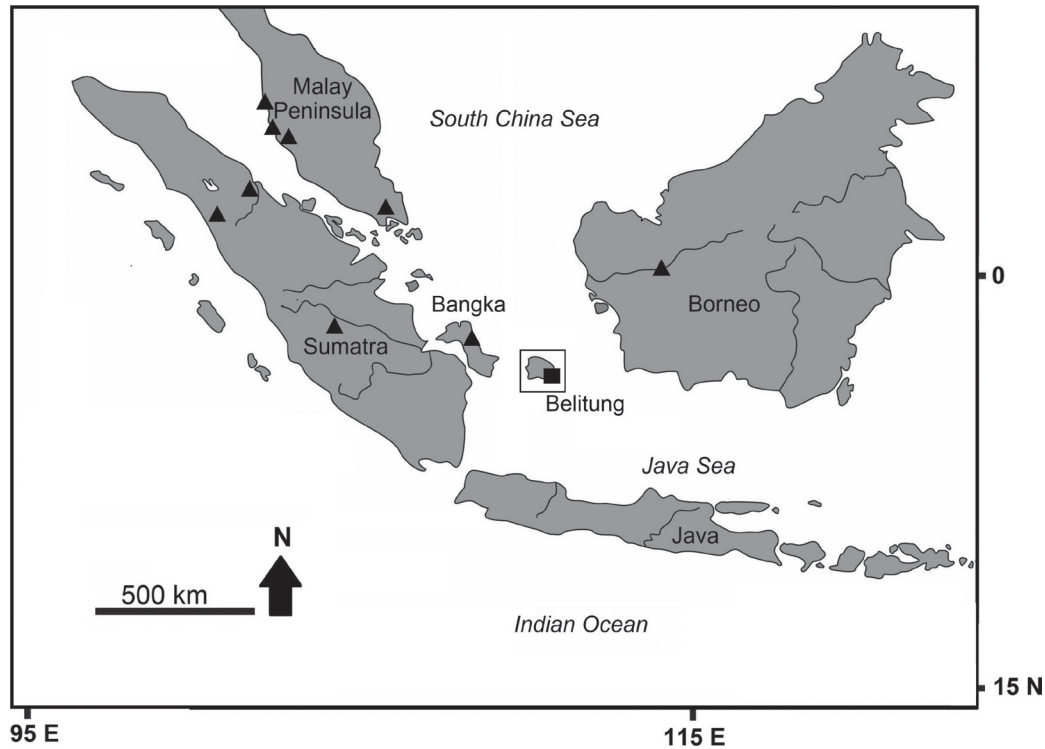 Malay
Peninsula
South China Sea
0
Borneo
Bangka
Sumatra
Belitung
Java Sea
Java
N
500 km
Indian Ocean
15 N
95 E
115 E